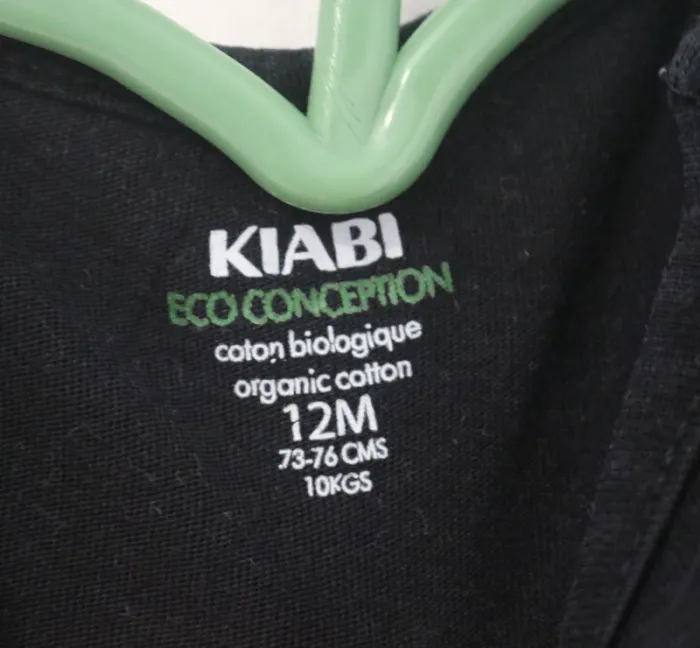 KIABI
ECO CONCEPTION
coton biologique
organic cotton
12M
73-76 CMS
10KGS